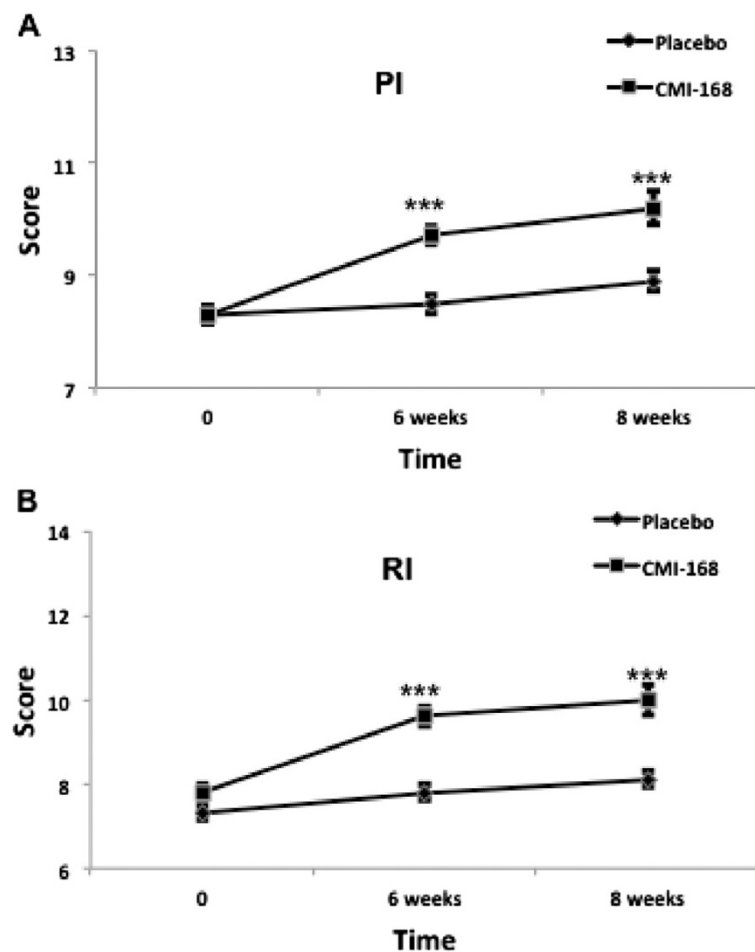 A
13
Placebo
PI
CMI-168
11
***
***
Score
9
7
0
6 weeks
8 weeks
Time
B
14
Placebo
RI
CMI-168
12
10
***
***
Score
8
6
0
6 weeks
8 weeks
Time